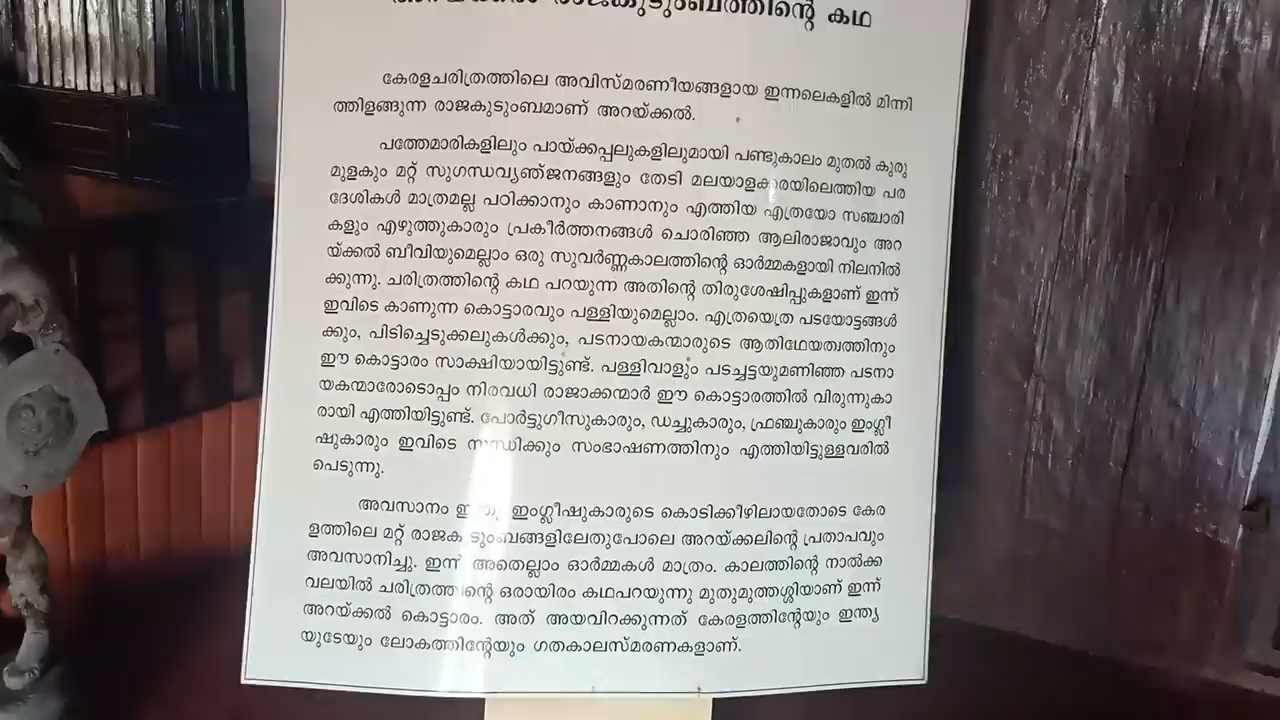 രാജകുടുംബത്തിന്റെ കഥ
കേരളചരിത്രത്തിലെ അവിസ്മരണീയങ്ങളായ ഇന്നലെകളിൽ മിന്നി
ത്തിളങ്ങുന്ന രാജകുടുംബമാണ് അറയ്ക്കൽ.
പത്തേമാരികളിലും പായ്ക്കപ്പലുകളിലുമായി പണ്ടുകാലം മുതൽ കുരു
മുളകും മറ്റ് സുഗന്ധവ്യഞ്ജനങ്ങളും തേടി മലയാളക്കരയിലെത്തിയ പര
ദേശികൾ മാത്രമല്ല പഠിക്കാനും കാണാനും എത്തിയ എത്രയോ സഞ്ചാരി
കളും എഴുത്തുകാരും പ്രകീർത്തനങ്ങൾ ചൊരിഞ്ഞ ആലിരാജാവും അറ
യ്ക്കൽ ബീവിയുമെല്ലാം ഒരു സുവർണ്ണകാലത്തിന്റെ ഓർമ്മകളായി നിലനിൽ
ക്കുന്നു. ചരിത്രത്തിന്റെ കഥ പറയുന്ന അതിന്റെ തിരുശേഷിപ്പുകളാണ് ഇന്ന്
ഇവിടെ കാണുന്ന കൊട്ടാരവും പള്ളിയുമെല്ലാം. എത്രയെത്ര പടയോട്ടങ്ങൾ
ക്കും, പിടിച്ചെടുക്കലുകൾക്കും, പടനായകന്മാരുടെ ആതിഥേയത്വത്തിനും
ഈ കൊട്ടാരം സാക്ഷിയായിട്ടുണ്ട്. പള്ളിവാളും പടച്ചട്ടയുമണിഞ്ഞ പടനാ
യകന്മാരോടൊപ്പം നിരവധി രാജാക്കന്മാർ ഈ കൊട്ടാരത്തിൽ വിരുന്നുകാ
രായി എത്തിയിട്ടുണ്ട്. പോർട്ടുഗീസുകാരും, ഡച്ചുകാരും, ഫ്രഞ്ചുകാരും ഇംഗ്ലീ
ഷുകാരും ഇവിടെ സന്ധിക്കും സംഭാഷണത്തിനും എത്തിയിട്ടുള്ളവരിൽ
പെടുന്നു.
അവസാനം ഇന്ത്യ ഇംഗ്ലീഷുകാരുടെ കൊടിക്കീഴിലായതോടെ കേര
ളത്തിലെ മറ്റ് രാജകുടുംബങ്ങളിലേതുപോലെ അറയ്ക്കലിന്റെ പ്രതാപവും
അവസാനിച്ചു. ഇന്ന് അതെല്ലാം ഓർമ്മകൾ മാത്രം. കാലത്തിന്റെ നാൽക്ക
വലയിൽ ചരിത്രത്തിന്റെ ഒരായിരം കഥപറയുന്നു മുതുമുത്തശ്ശിയാണ് ഇന്ന്
അറയ്ക്കൽ കൊട്ടാരം. അത് അയവിറക്കുന്നത് കേരളത്തിന്റേയും ഇന്ത്യ
യുടേയും ലോകത്തിന്റേയും ഗതകാലസ്മരണകളാണ്.